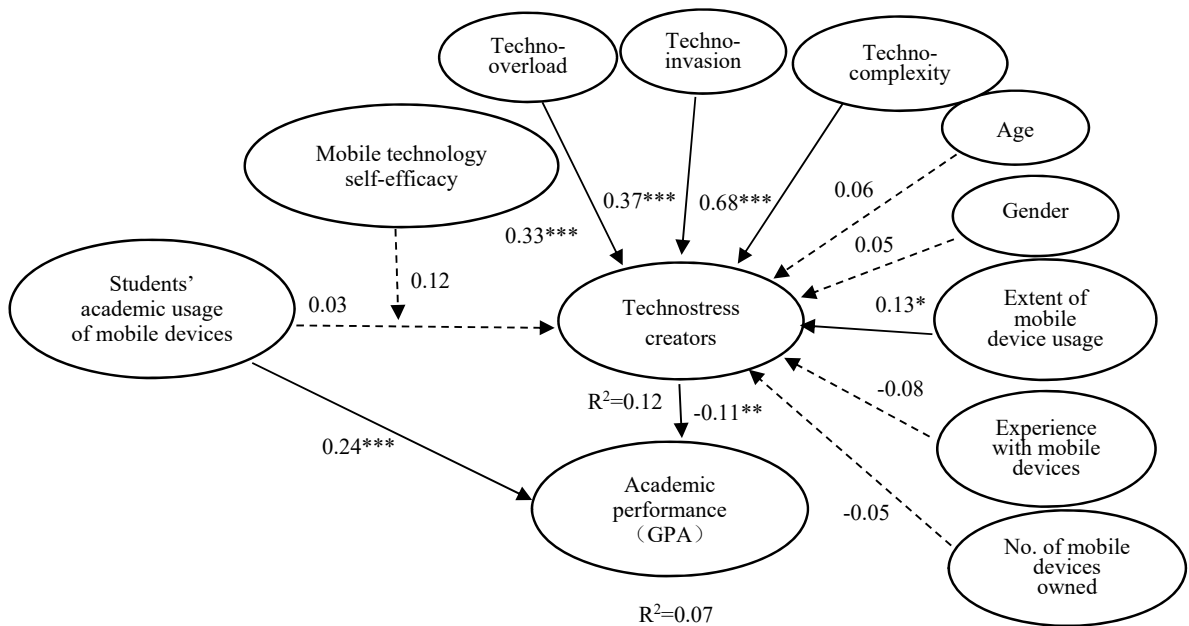 Techno-
overload
Techno-
invasion
Techno-
complexity
Age
Mobile technology
self-efficacy
0.06
Gender
0.37***
0.68***
0.33***
0.05
Students’
academic usage
of mobile devices
0.03
0.12
Technostress
creators
0.13*
Extent of
mobile
device usage
R²=0.12
-0.11**
-0.08
0.24***
Experience
with mobile
devices
Academic
performance
（GPA）
-0.05
No. of mobile
devices
owned
R²=0.07